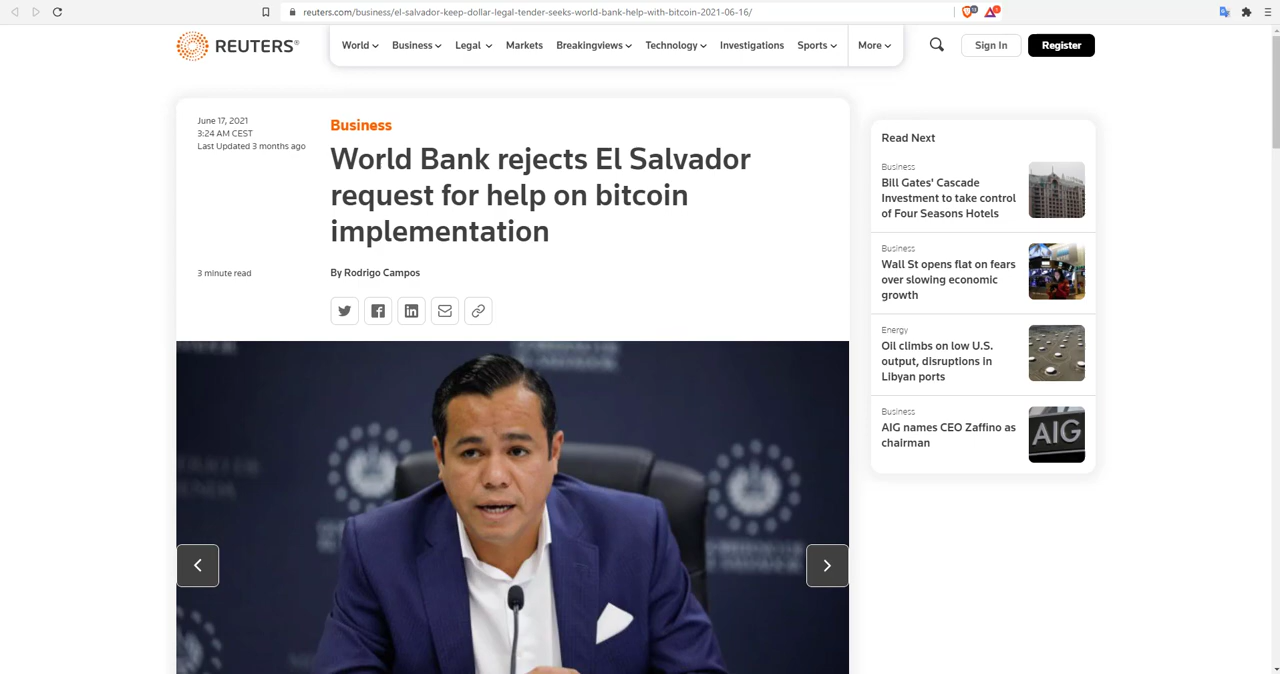 reuters.com/business/el-salvador-keep-dollar-legal-tender-seeks-world-bank-help-with-bitcoin-2021-06-16/
REUTERS®
World Business Legal Markets Breakingviews Technology Investigations Sports More
Sign In Register
June 17, 2021
3:24 AM CEST
Last Updated 3 months ago
Business
World Bank rejects El Salvador
request for help on bitcoin
implementation
3 minute read
By Rodrigo Campos
Read Next
Business
Bill Gates' Cascade
Investment to take control
of Four Seasons Hotels
Business
Wall St opens flat on fears
over slowing economic
growth
Energy
Oil climbs on low U.S.
output, disruptions in
Libyan ports
Business
AIG names CEO Zaffino as
chairman
AIG